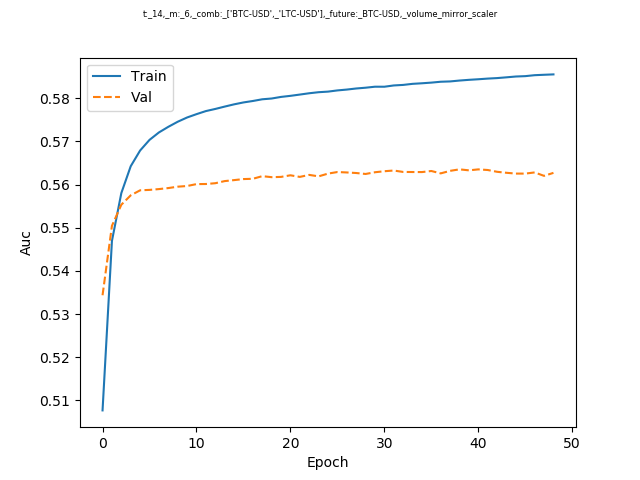 t:_14,_m:_6,_comb:_['BTC-USD',_'LTC-USD'],_future:_BTC-USD,_volume_mirror_scaler
Train
Val
0.58
0.57
0.56
0.55
0.54
0.53
0.52
0.51
Auc
0 10 20 30 40 50
Epoch